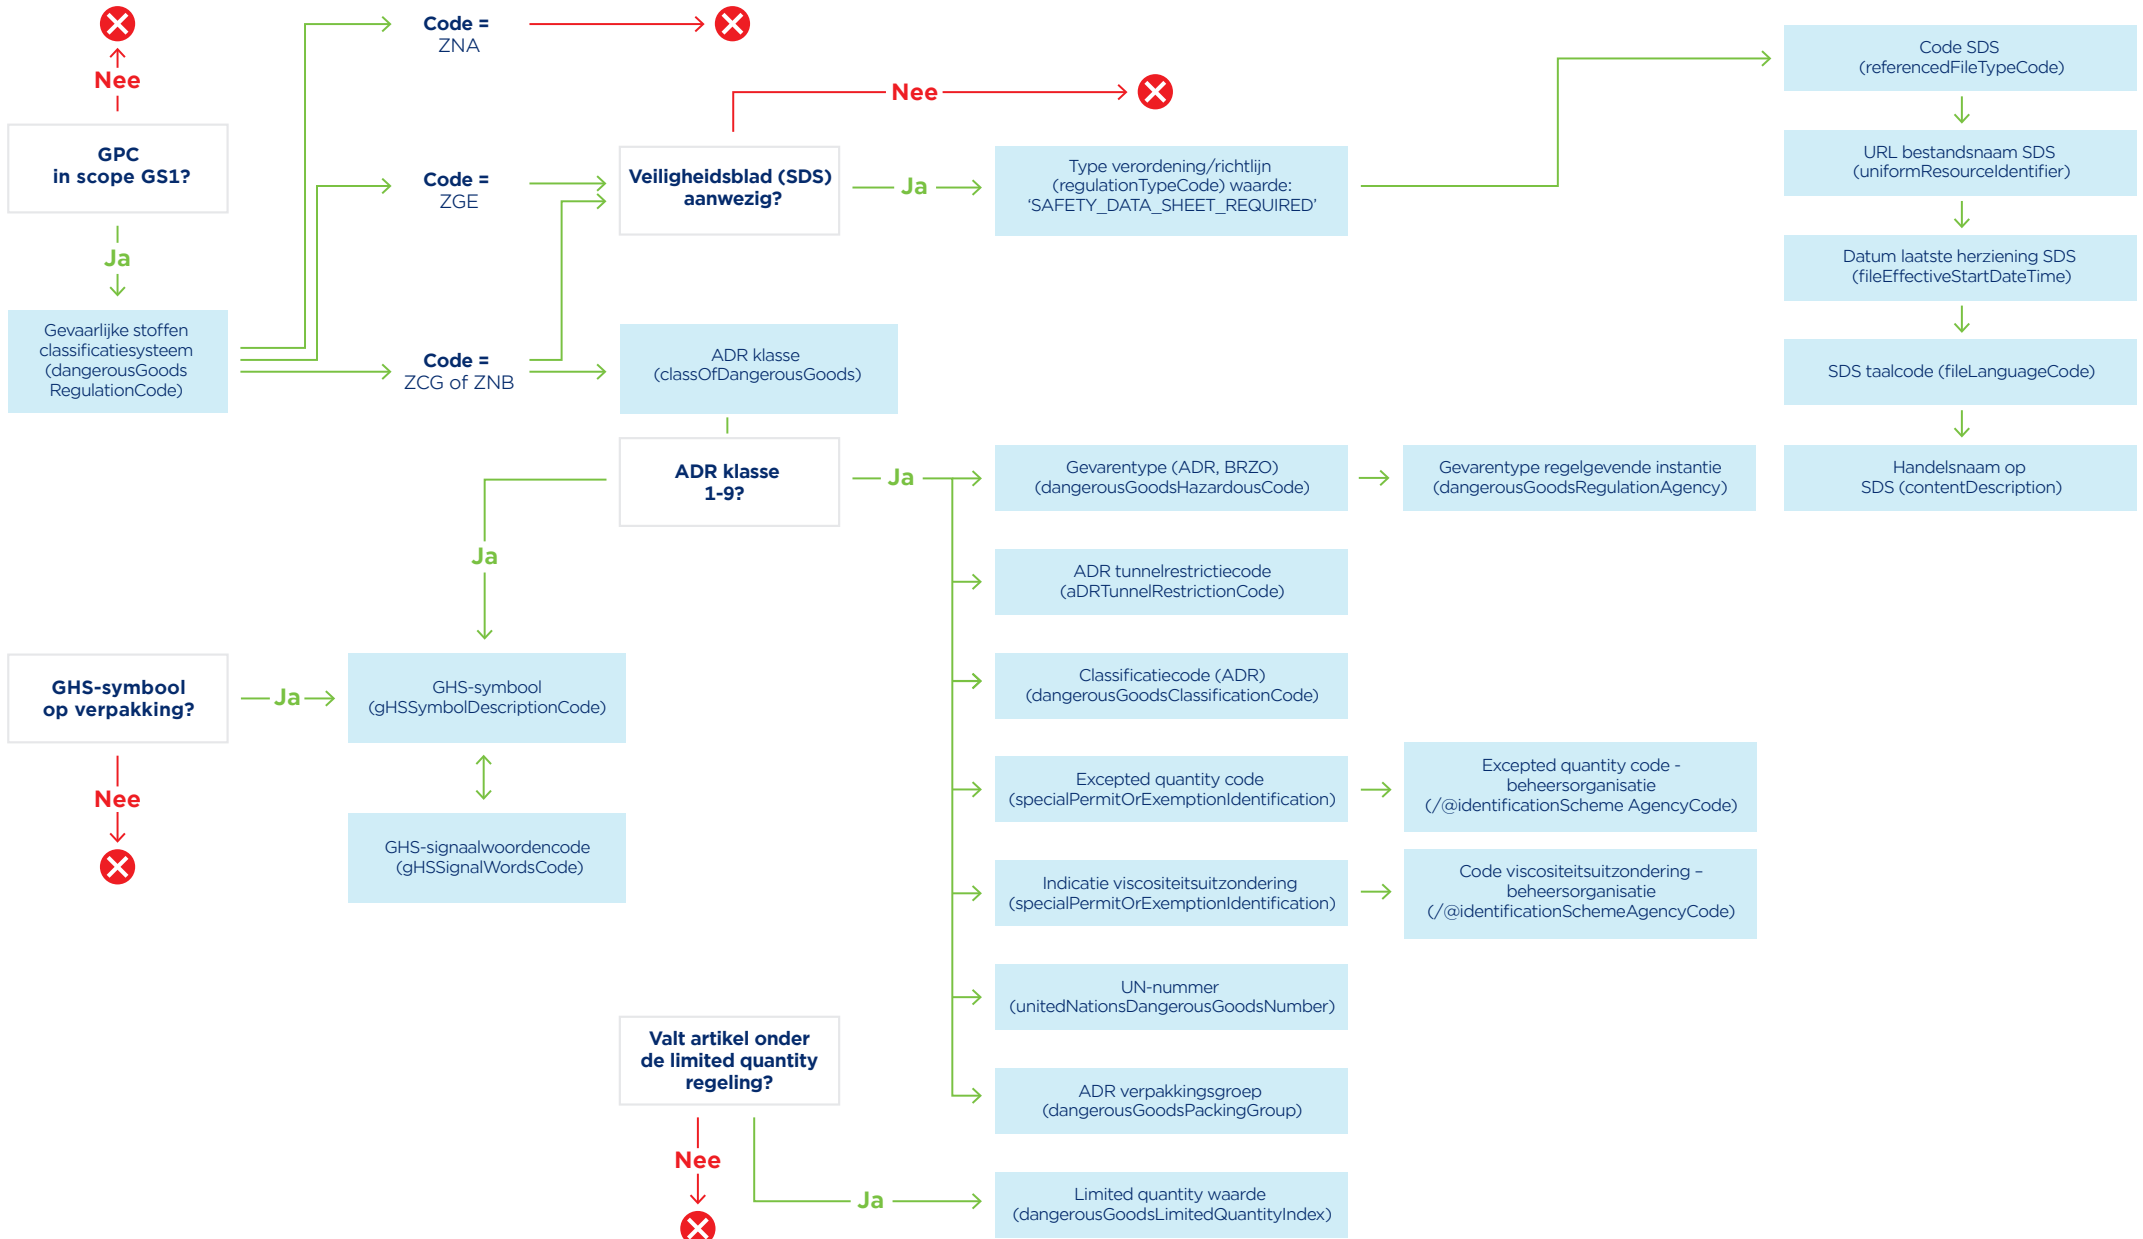 Nee
GPC
in scope GS1?
Ja
Gevaarlijke stoffen
classificatiesysteem
(dangerousGoods
RegulationCode)
Code =
ZNA
Code =
ZGE
Code =
ZCG of ZNB
Nee
Veiligheidsblad (SDS)
aanwezig?
Ja
Type verordening/richtlijn
(regulationTypeCode) waarde:
‘SAFETY_DATA_SHEET_REQUIRED’
Code SDS
(referencedFileTypeCode)
URL bestandsnaam SDS
(uniformResourceIdentifier)
Datum laatste herziening SDS
(fileEffectiveStartDateTime)
SDS taalcode (fileLanguageCode)
Handelsnaam op
SDS (contentDescription)
ADR klasse
(classOfDangerousGoods)
ADR klasse
1-9?
Ja
Ja
Gevarentype (ADR, BRZO)
(dangerousGoodsHazardousCode)
Gevarentype regelgevende instantie
(dangerousGoodsRegulationAgency)
ADR tunnelrestrictiecode
(aDRTunnelRestrictionCode)
Classificatiecode (ADR)
(dangerousGoodsClassificationCode)
Excepted quantity code
(specialPermitOrExemptionIdentification)
Excepted quantity code -
beheersorganisatie
(/@identificationScheme AgencyCode)
Indicatie viscositeitsuitzondering
(specialPermitOrExemptionIdentification)
Code viscositeitsuitzondering –
beheersorganisatie
(/@identificationSchemeAgencyCode)
UN-nummer
(unitedNationsDangerousGoodsNumber)
ADR verpakkingsgroep
(dangerousGoodsPackingGroup)
GHS-symbool
op verpakking?
Ja
Nee
GHS-symbool
(gHSSymbolDescriptionCode)
GHS-signaalwoordencode
(gHSSignalWordsCode)
Valt artikel onder
de limited quantity
regeling?
Nee
Ja
Limited quantity waarde
(dangerousGoodsLimitedQuantityIndex)